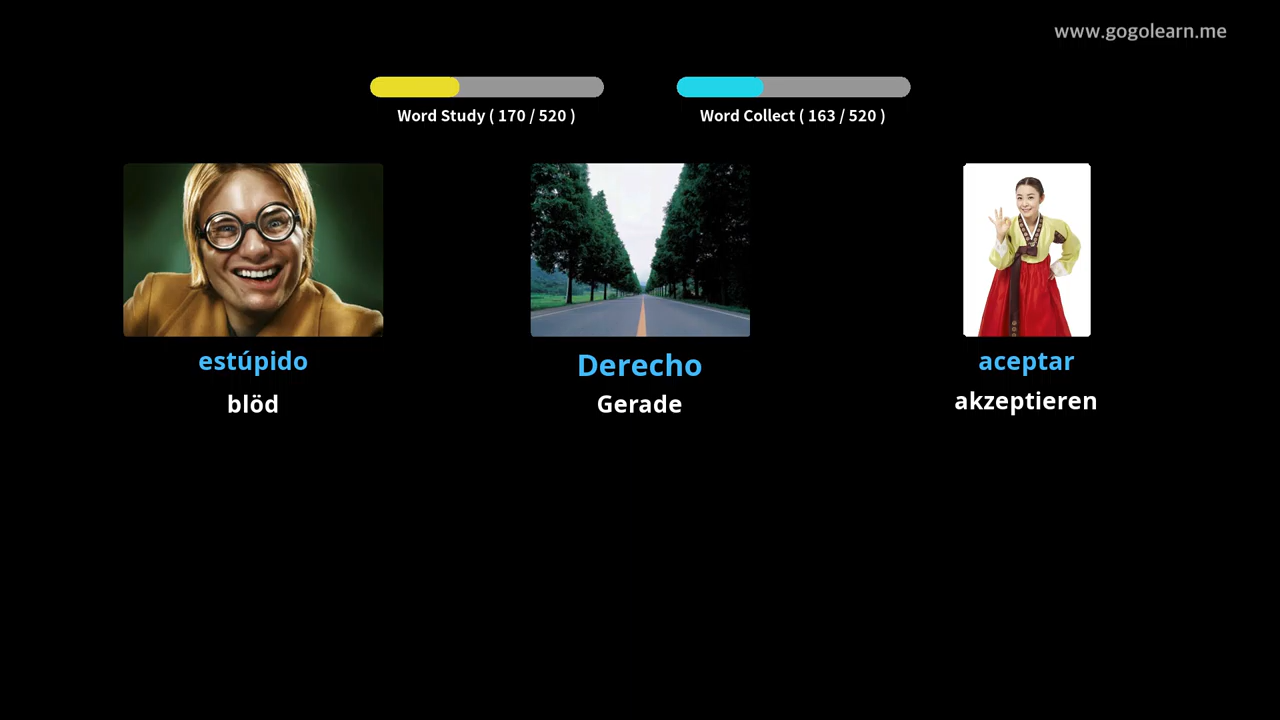 www.gogolearn.me
Word Study ( 170 / 520 )
Word Collect ( 163 / 520 )
estúpido
blöd
Derecho
Gerade
aceptar
akzeptieren